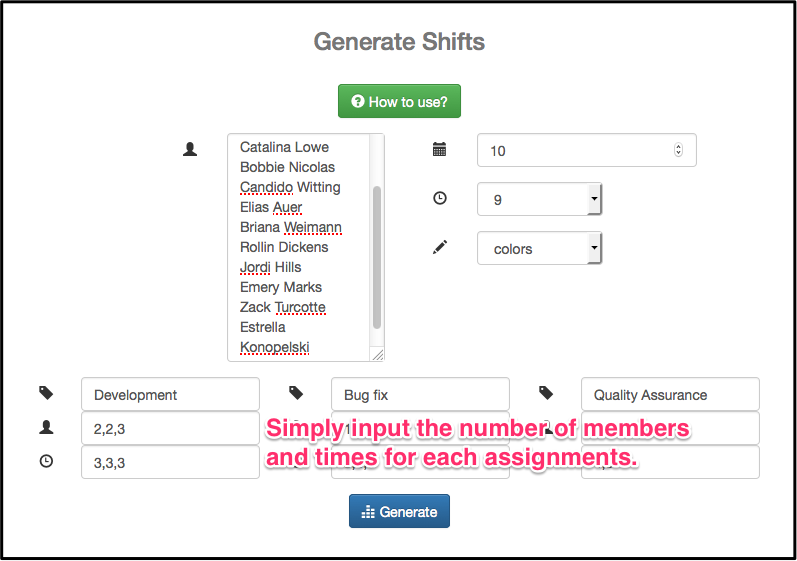 Generate Shifts
How to use?
Catalina Lowe
Bobbie Nicolas
Candido Witting
Elias Auer
Briana Weimann
Rollin Dickens
Jordi Hills
Emery Marks
Zack Turcotte
Estrella
Konopelski
10
9
colors
Development
Bug fix
Quality Assurance
2,2,3
3,3,3
Simply input the number of members
and times for each assignments.
Generate